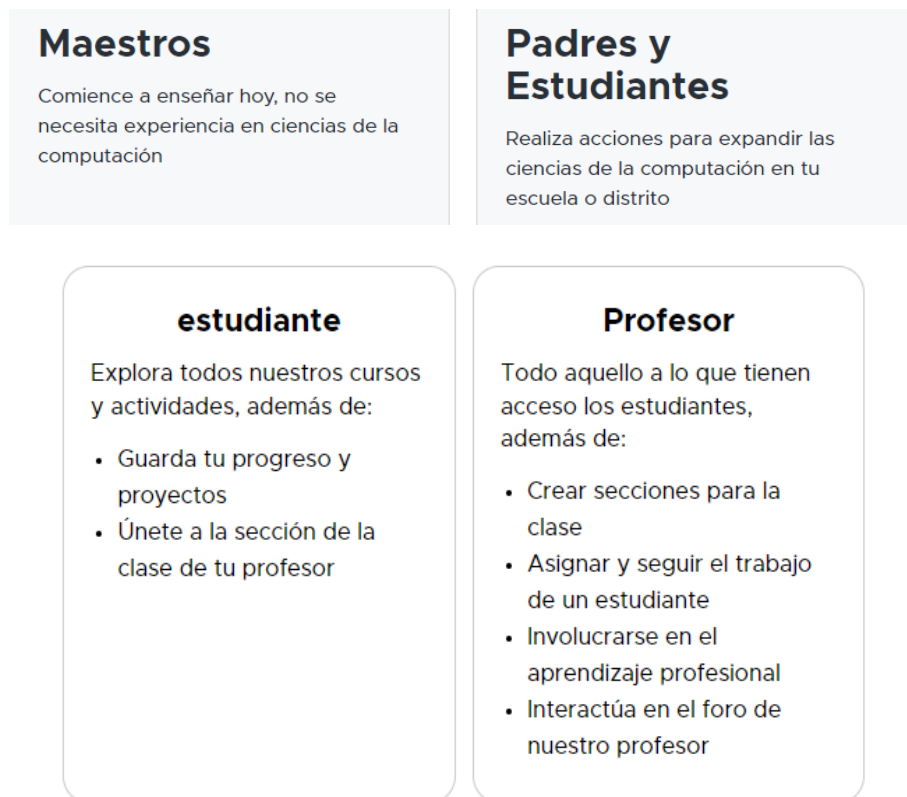 Maestros
Comience a enseñar hoy, no se
necesita experiencia en ciencias de la
computación
Padres y
Estudiantes
Realiza acciones para expandir las
ciencias de la computación en tu
escuela o distrito
estudiante
Explora todos nuestros cursos
y actividades, además de:
• Guarda tu progreso y
proyectos
• Únete a la sección de la
clase de tu profesor
Profesor
Todo aquello a lo que tienen
acceso los estudiantes,
además de:
• Crear secciones para la
clase
• Asignar y seguir el trabajo
de un estudiante
• Involucrarse en el
aprendizaje profesional
• Interactúa en el foro de
nuestro profesor